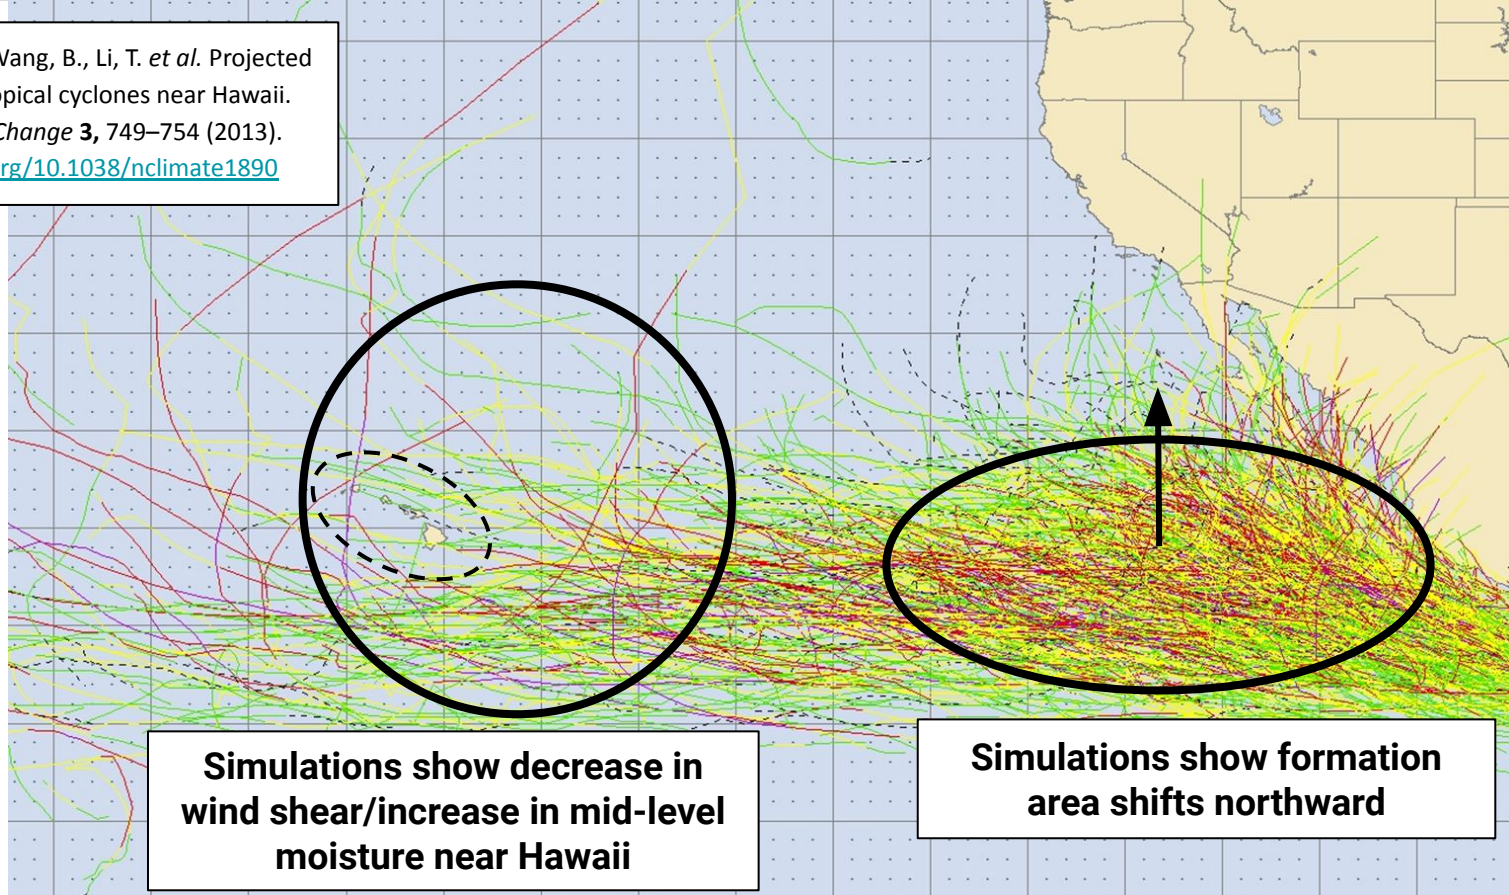 Wang, B., Li, T. et al. Projected
opical cyclones near Hawaii.
Change 3, 749–754 (2013).
rg/10.1038/nclimate1890
Simulations show decrease in
wind shear/increase in mid-level
moisture near Hawaii
Simulations show formation
area shifts northward